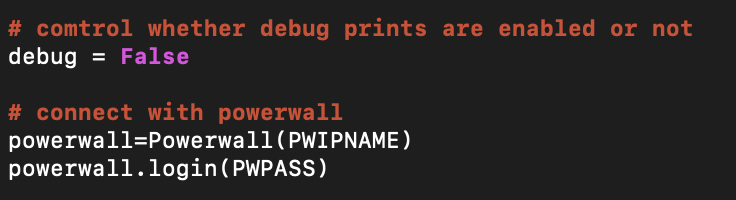 # comtrol whether debug prints are enabled or not
debug = False
# connect with powerwall
powerwall=Powerwall(PWIPNAME)
powerwall.login(PWPASS)